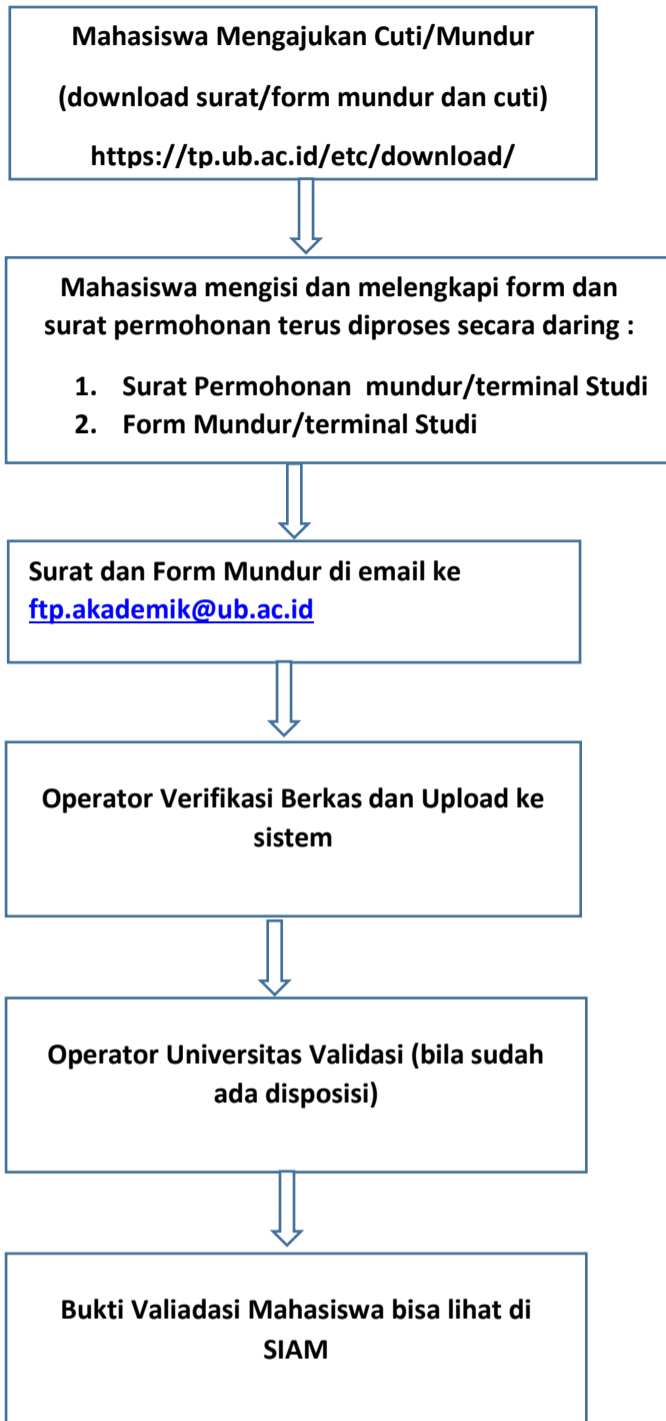 Mahasiswa Mengajukan Cuti/Mundur
(download surat/form mundur dan cuti)
https://tp.ub.ac.id/etc/download/
Mahasiswa mengisi dan melengkapi form dan
surat permohonan terus diproses secara daring :
1. Surat Permohonan mundur/terminal Studi
2. Form Mundur/terminal Studi
Surat dan Form Mundur di email ke
ftp.akademik@ub.ac.id
Operator Verifikasi Berkas dan Upload ke
sistem
Operator Universitas Validasi (bila sudah
ada disposisi)
Bukti Valiadasi Mahasiswa bisa lihat di
SIAM